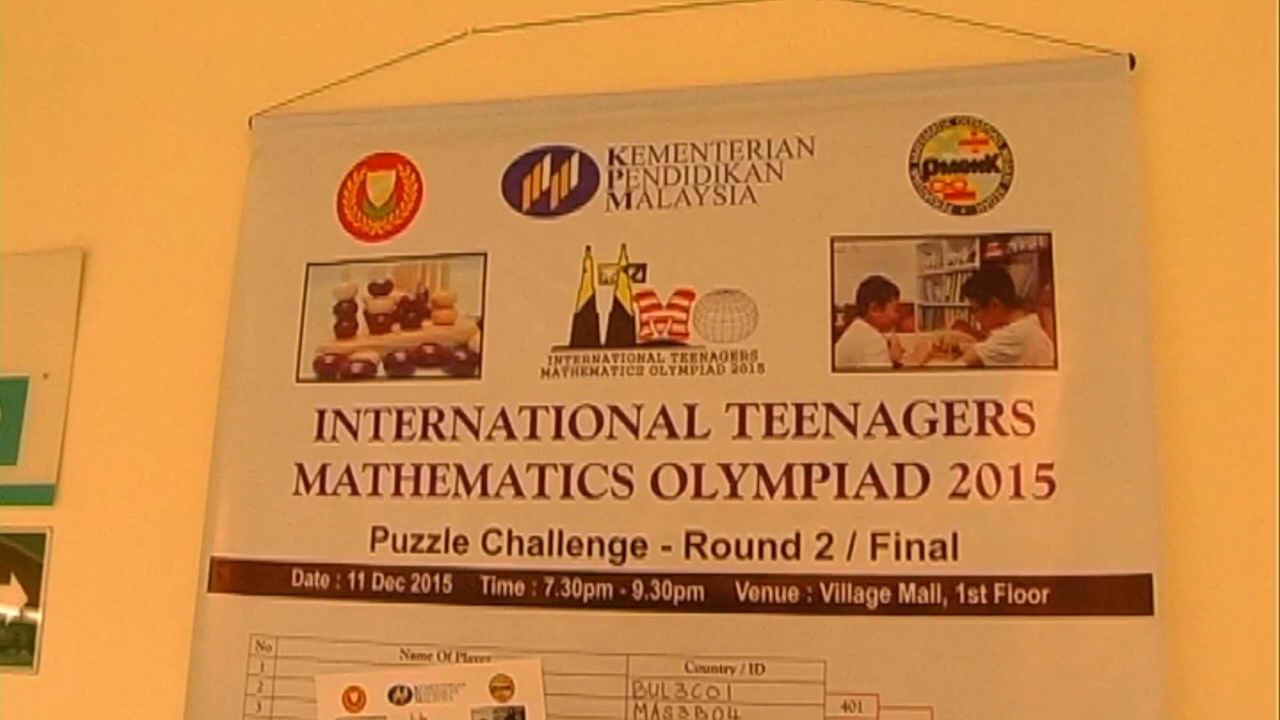 KEMENTERIAN
PENDIDIKAN
MALAYSIA
INTERNATIONAL TEENAGERS
MATHEMATICS OLYMPIAD 2015
INTERNATIONAL TEENAGERS
MATHEMATICS OLYMPIAD 2015
Puzzle Challenge - Round 2 / Final
Date : 11 Dec 2015 Time : 7.30pm - 9.30pm Venue : Village Mall, 1st Floor
No Name Of Player Country / ID
1
2 BUL3C01
3 MAS3B04 401